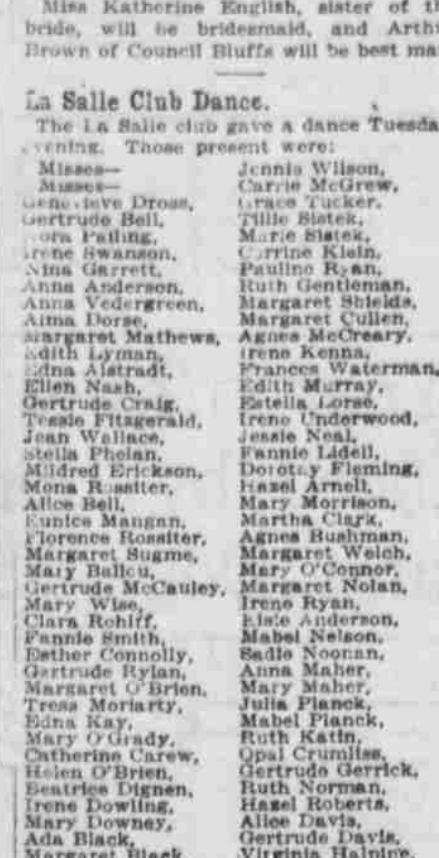 Miss Katherine English, sister of th
bride, will be bridesmaid, and Arth
Brown of Council Bluffs will be best ma
La Salle Club Dance.
The La Salle club gave a dance Tuesda
evening. Those present were:
Misses—
Misses—
Genevieve Dross,
Gertrude Bell,
Nora Palling,
Irene Swanson,
Nina Garrett,
Anna Anderson,
Anna Vedergreen,
Alma Dorse,
Margaret Mathews,
Edith Lyman,
Edna Alstradt,
Ellen Nash,
Gertrude Craig,
Tessie Fitzgerald,
Jean Wallace,
Stella Phelan,
Mildred Erickson,
Mona Rossiter,
Alice Bell,
Eunice Mangan,
Florence Rossiter,
Margaret Sugme,
Mary Ballou,
Gertrude McCauley,
Mary Wise,
Clara Rohlff,
Fannie Smith,
Esther Connolly,
Gertrude Rylan,
Margaret O'Brien,
Tress Moriarty,
Edna Kay,
Mary O'Grady,
Catherine Carew,
Helen O'Brien,
Beatrice Dignen,
Irene Dowling,
Mary Downey,
Ada Black,
Margaret Black,
Jennie Wilson,
Carrie McGrew,
Grace Tucker,
Tillie Slatek,
Marie Slatek,
Corrine Klein,
Pauline Ryan,
Ruth Gentleman,
Margaret Shields,
Margaret Cullen,
Agnes McCreary,
Irene Kenna,
Frances Waterman,
Edith Murray,
Estella Lorse,
Irene Underwood,
Jessie Neal,
Fannie Lidell,
Dorothy Fleming,
Hazel Arnell,
Mary Morrison,
Martha Clark,
Agnes Bushman,
Margaret Welch,
Mary O'Connor,
Margaret Nolan,
Irene Ryan,
Elsie Anderson,
Mabel Nelson,
Sadie Noonan,
Anna Maher,
Mary Maher,
Julia Planck,
Mabel Planck,
Ruth Katin,
Opal Crumliss,
Gertrude Gerrick,
Ruth Norman,
Hazel Roberts,
Alice Davis,
Gertrude Davis,
Virginia Halpine,